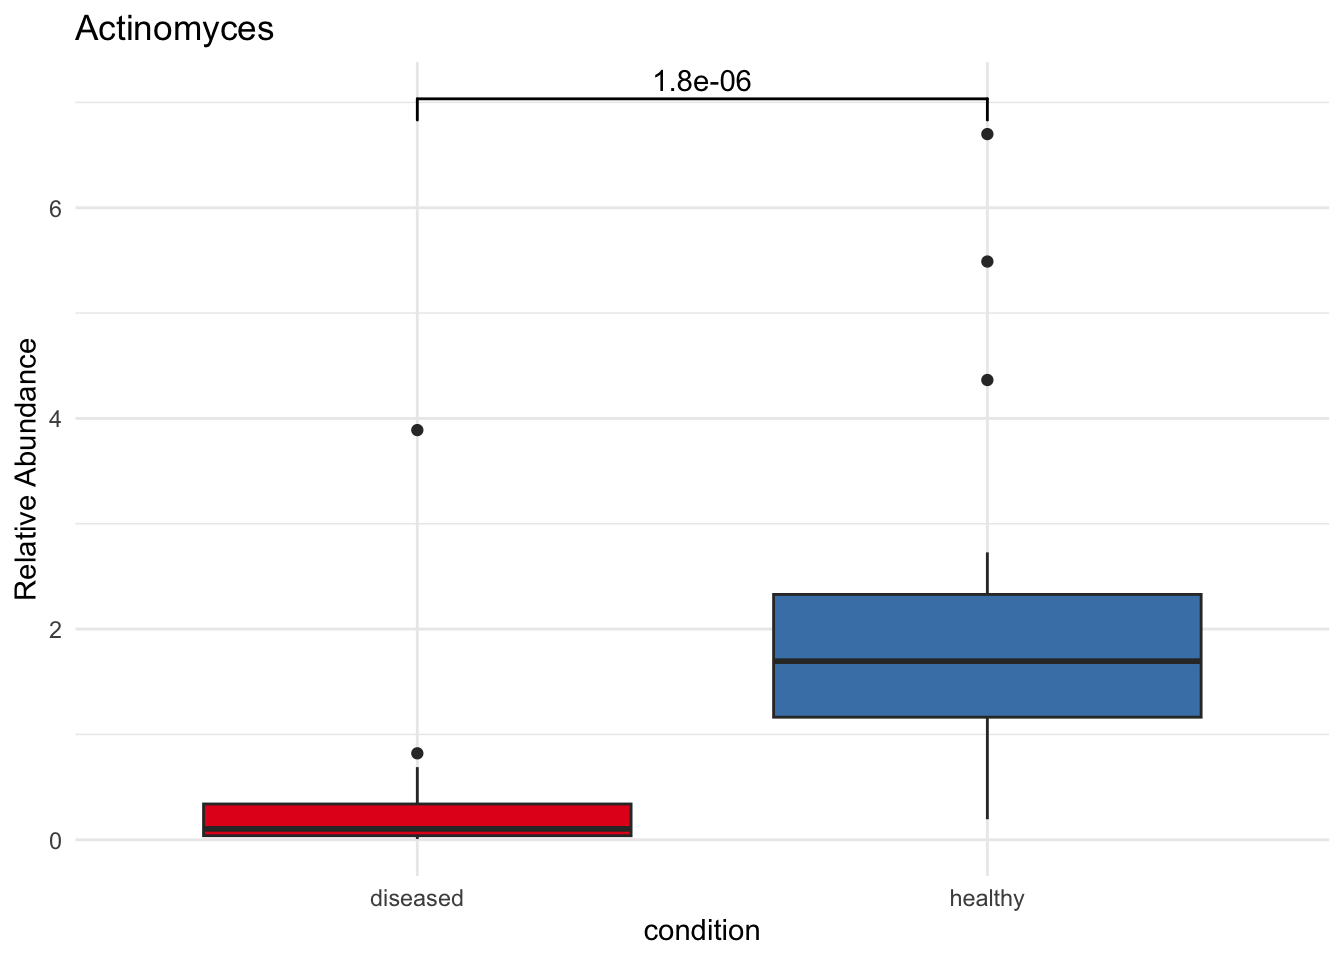 Actinomyces
1.8e-06
6
4
2
0
Relative Abundance
diseased
healthy
condition